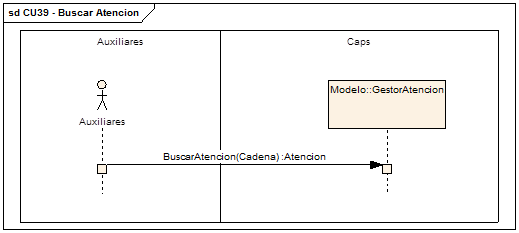 sd CU39 - Buscar Atencion
Auxiliares
Caps
Modelo::GestorAtencion
Auxiliares
BuscarAtencion(Cadena) :Atencion